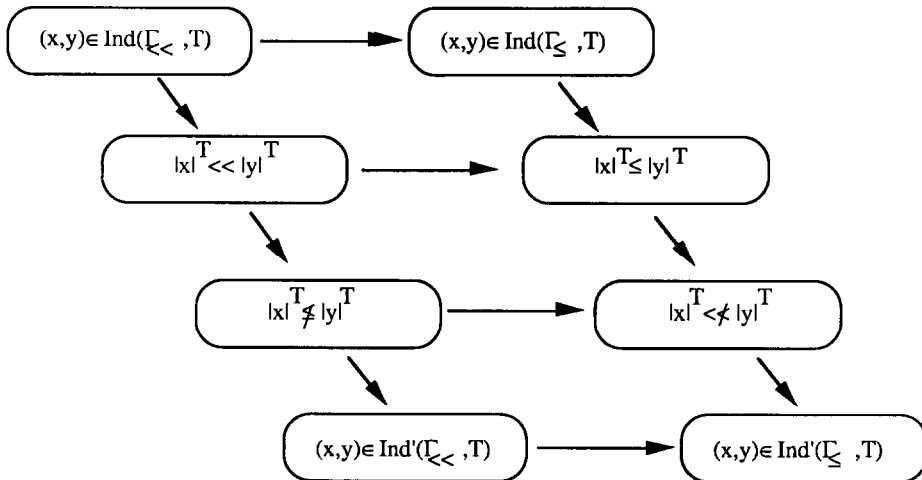 (x,y)∈ Ind(Γ<< ,T)
(x,y)∈ Ind(Γ≤ ,T)
|x|^T << |y|^T
|x|^T ≤ |y|^T
|x|^T ≨ |y|^T
|x|^T <≮ |y|^T
(x,y)∈ Ind'(Γ<< ,T)
(x,y)∈ Ind'(Γ≤ ,T)